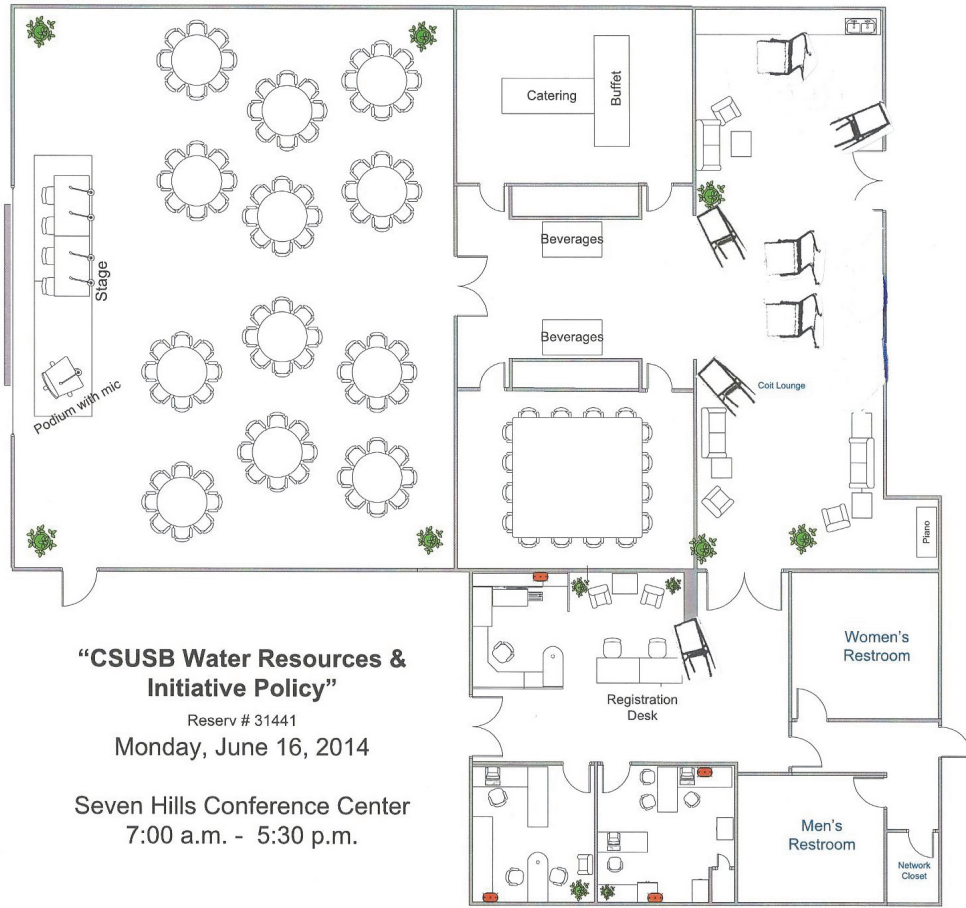 Catering
Buffet
Beverages
Stage
Beverages
Podium with mic
Coit Lounge
Piano
Women's
Restroom
Registration
Desk
“CSUSB Water Resources &
Initiative Policy”
Reserv # 31441
Monday, June 16, 2014
Seven Hills Conference Center
7:00 a.m. - 5:30 p.m.
Men's
Restroom
Network
Closet